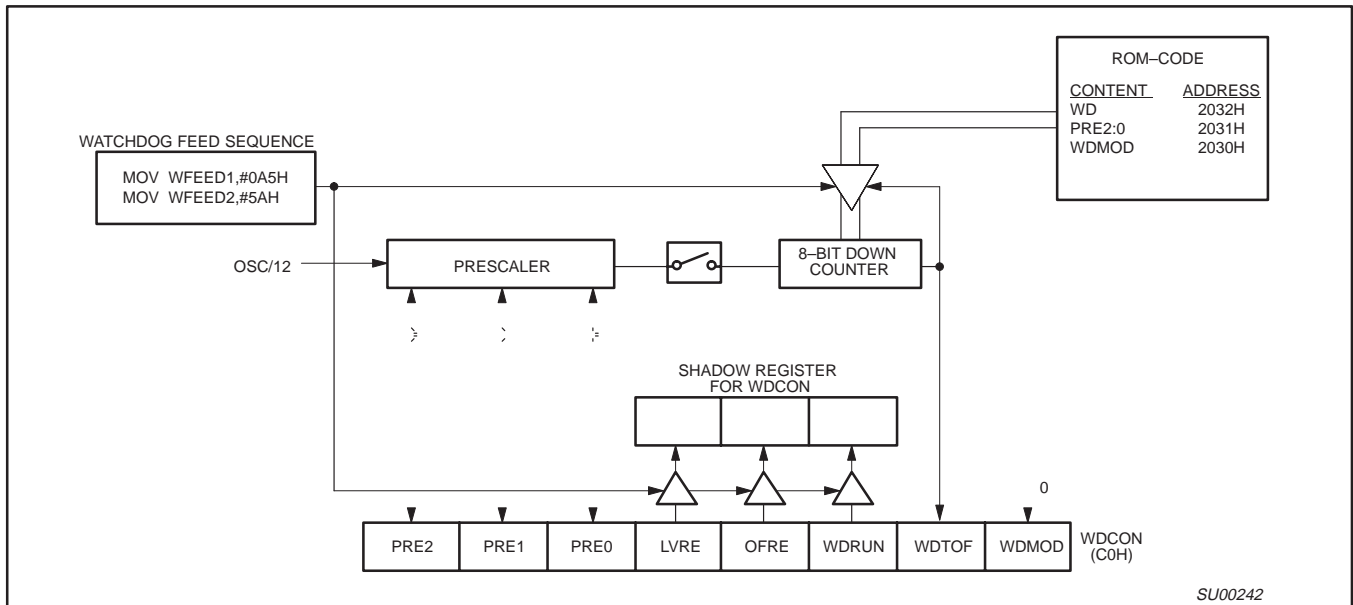 ROM–CODE
CONTENT ADDRESS
WD 2032H
PRE2:0 2031H
WDMOD 2030H
WATCHDOG FEED SEQUENCE
MOV WFEED1,#0A5H
MOV WFEED2,#5AH
OSC/12
PRESCALER
8–BIT DOWN
COUNTER
SHADOW REGISTER
FOR WDCON
0
PRE2 PRE1 PRE0 LVRE OFRE WDRUN WDTOF WDMOD
WDCON
(C0H)
SU00242